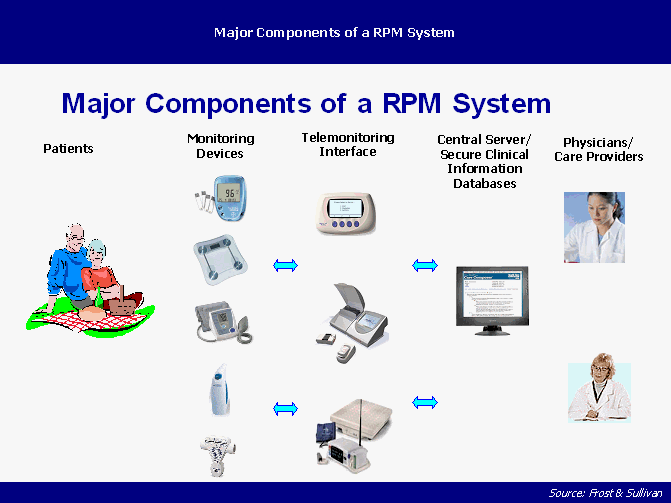 Major Components of a RPM System
Major Components of a RPM System
Patients
Monitoring
Devices
Telemonitoring
Interface
Central Server/
Secure Clinical
Information
Databases
Physicians/
Care Providers
96
Source: Frost & Sullivan